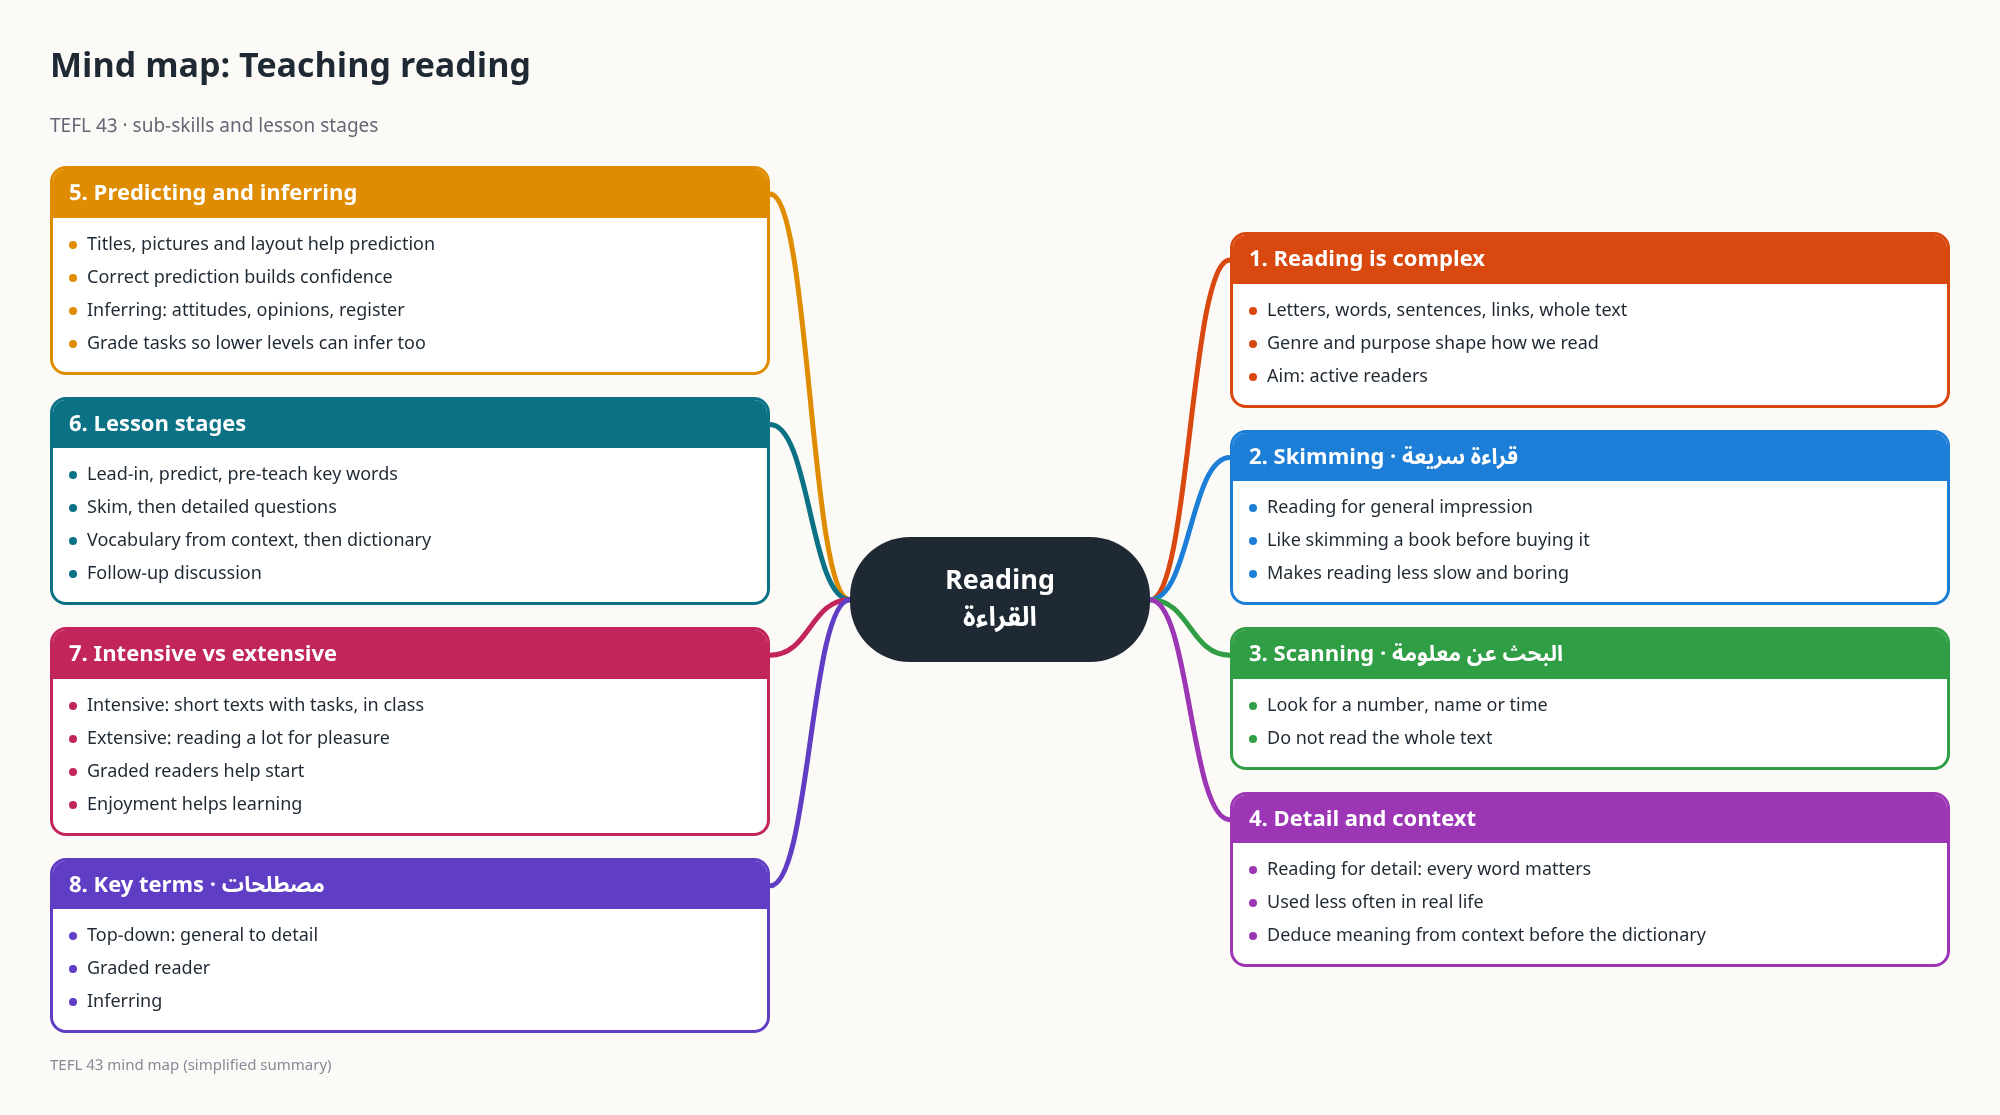 Mind map: Teaching reading
TEFL 43 · sub-skills and lesson stages
Reading
القراءة
1. Reading is complex
Letters, words, sentences, links, whole text
Genre and purpose shape how we read
Aim: active readers
2. Skimming · قراءة سريعة
Reading for general impression
Like skimming a book before buying it
Makes reading less slow and boring
3. Scanning · البحث عن معلومة
Look for a number, name or time
Do not read the whole text
4. Detail and context
Reading for detail: every word matters
Used less often in real life
Deduce meaning from context before the dictionary
5. Predicting and inferring
Titles, pictures and layout help prediction
Correct prediction builds confidence
Inferring: attitudes, opinions, register
Grade tasks so lower levels can infer too
6. Lesson stages
Lead-in, predict, pre-teach key words
Skim, then detailed questions
Vocabulary from context, then dictionary
Follow-up discussion
7. Intensive vs extensive
Intensive: short texts with tasks, in class
Extensive: reading a lot for pleasure
Graded readers help start
Enjoyment helps learning
8. Key terms · مصطلحات
Top-down: general to detail
Graded reader
Inferring
TEFL 43 mind map (simplified summary)